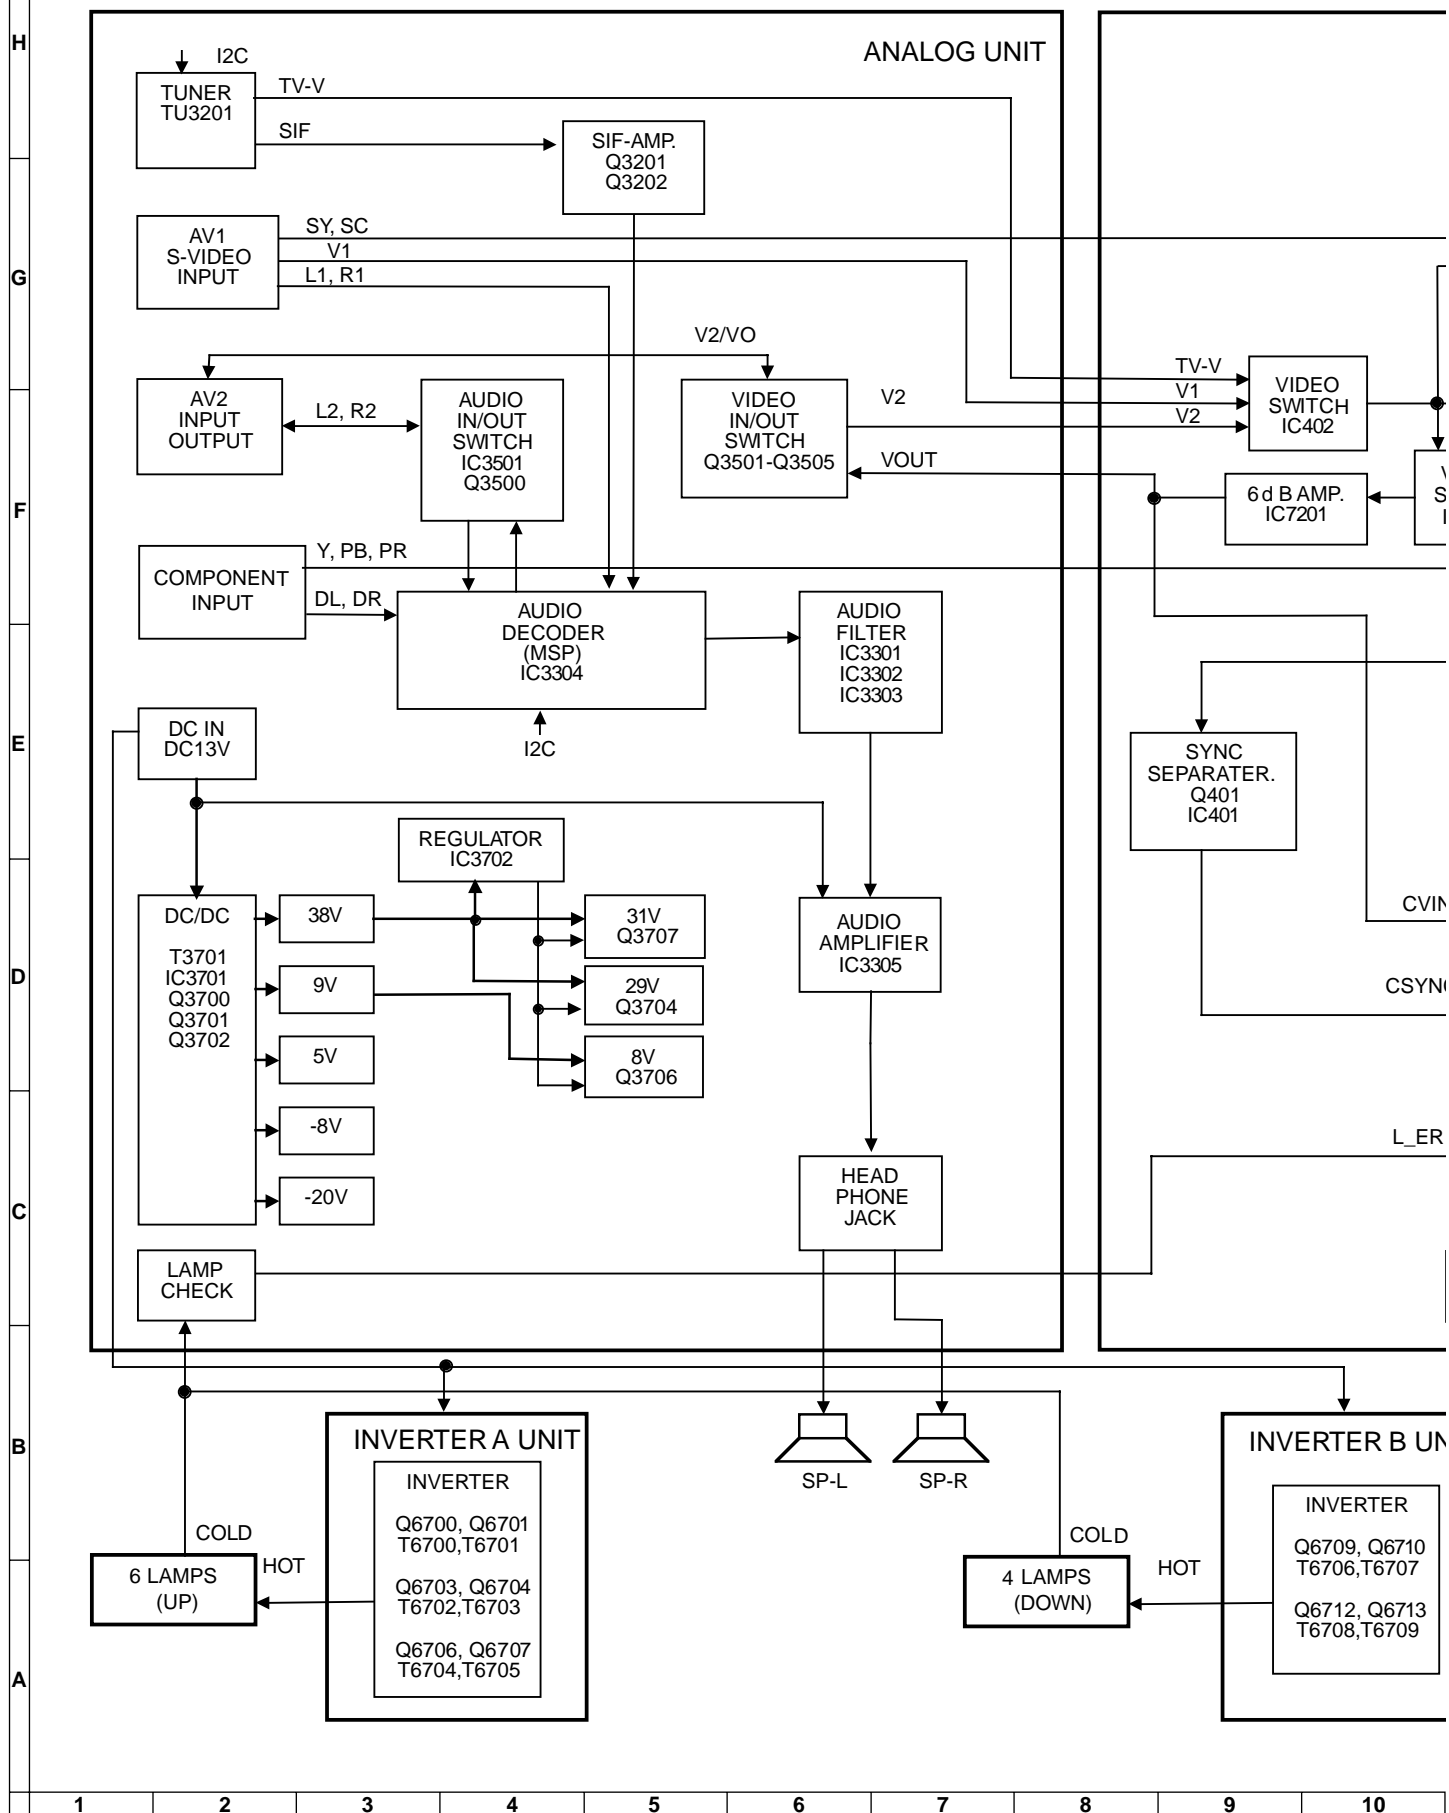 H
ANALOG UNIT
I2C
TUNER
TU3201
TV-V
SIF
SIF-AMP.
Q3201
Q3202
AV1
S-VIDEO
INPUT
SY, SC
V1
L1, R1
G
V2/VO
AV2
INPUT
OUTPUT
L2, R2
AUDIO
IN/OUT
SWITCH
IC3501
Q3500
VIDEO
IN/OUT
SWITCH
Q3501-Q3505
V2
VOUT
TV-V
V1
V2
VIDEO
SWITCH
IC402
6 d B AMP.
IC7201
F
COMPONENT
INPUT
Y, PB, PR
DL, DR
AUDIO
DECODER
(MSP)
IC3304
I2C
AUDIO
FILTER
IC3301
IC3302
IC3303
E
DC IN
DC13V
SYNC
SEPARATER.
Q401
IC401
REGULATOR
IC3702
DC/DC
T3701
IC3701
Q3700
Q3701
Q3702
38V
9V
5V
-8V
-20V
31V
Q3707
29V
Q3704
8V
Q3706
AUDIO
AMPLIFIER
IC3305
CVIN
D
CSYNC
L_ER
HEAD
PHONE
JACK
C
LAMP
CHECK
B
INVERTER A UNIT
INVERTER
Q6700, Q6701
T6700,T6701
Q6703, Q6704
T6702,T6703
Q6706, Q6707
T6704,T6705
SP-L
SP-R
INVERTER B UN
INVERTER
Q6709, Q6710
T6706,T6707
Q6712, Q6713
T6708,T6709
COLD
HOT
6 LAMPS
(UP)
COLD
HOT
4 LAMPS
(DOWN)
A
1 2 3 4 5 6 7 8 9 10